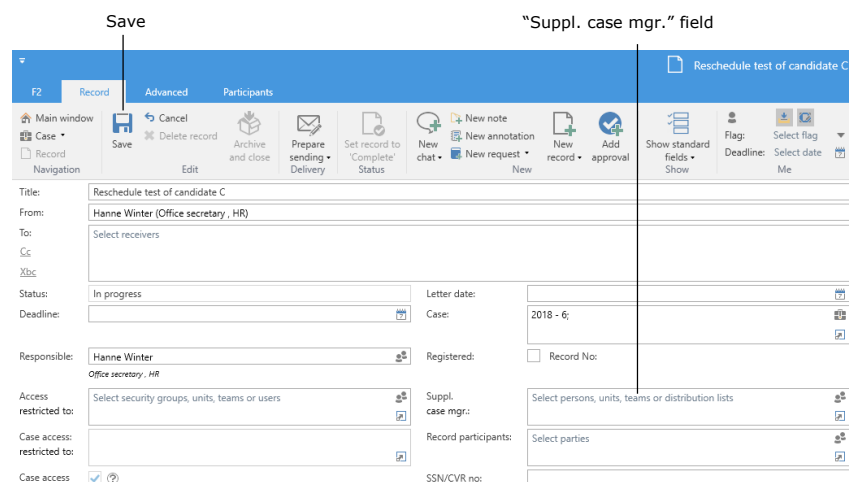 Save
“Suppl. case mgr.” field
Reschedule test of candidate C
F2 Record Advanced Participants
Main window
Case
Record
Navigation
Save
Cancel
Delete record
Edit
Archive
and close
Prepare
sending
Delivery
Set record to
'Complete'
Status
New
chat
New note
New annotation
New request
New
record
Add
approval
New
Show standard
fields
Show
Flag: Select flag
Deadline: Select date
Me
Title: Reschedule test of candidate C
From: Hanne Winter (Office secretary , HR)
To: Select receivers
Cc
Xbc
Status: In progress Letter date:
Deadline: Case: 2018 - 6;
Responsible: Hanne Winter Registered: Record No:
Office secretary , HR
Access
restricted to: Select security groups, units, teams or users
Suppl.
case mgr.: Select persons, units, teams or distribution lists
Case access:
restricted to:
Record participants: Select parties
Case access SSN/CVR no: